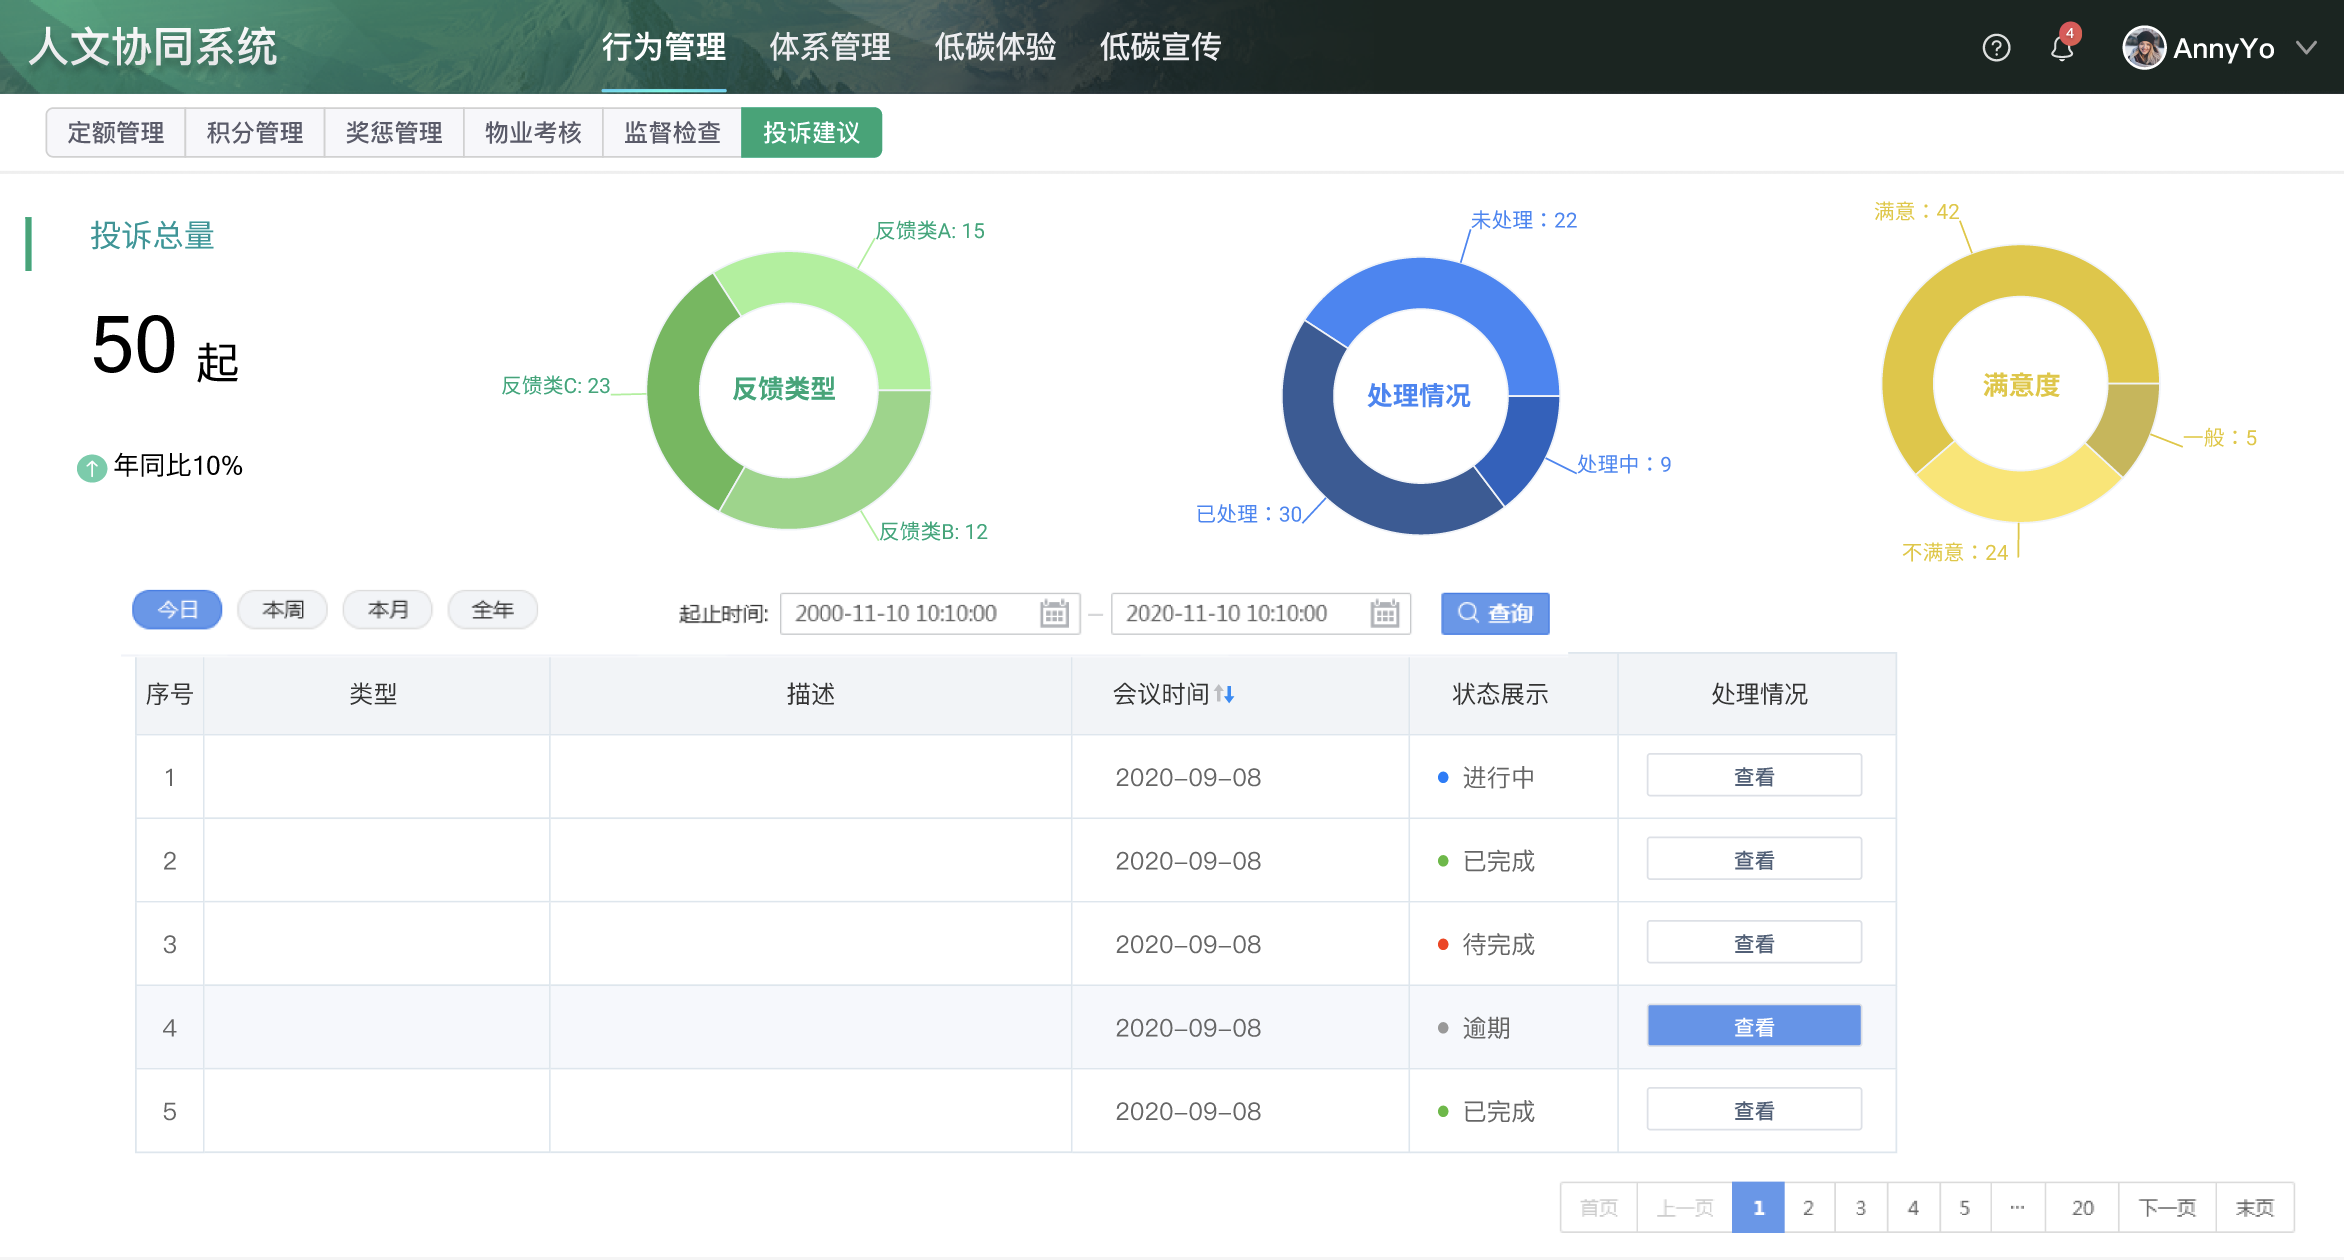 人文协同系统
行为管理 体系管理 低碳体验 低碳宣传
4
AnnyYo
定额管理 积分管理 奖惩管理 物业考核 监督检查 投诉建议
投诉总量
50 起
年同比10%
反馈类A: 15
反馈类C: 23
反馈类型
反馈类B: 12
未处理：22
处理情况
处理中：9
已处理：30
满意：42
满意度
一般：5
不满意：24
今日 本周 本月 全年
起止时间: 2000-11-10 10:10:00 – 2020-11-10 10:10:00 查询
序号 类型 描述 会议时间 状态展示 处理情况
1 2020-09-08 进行中 查看
2 2020-09-08 已完成 查看
3 2020-09-08 待完成 查看
4 2020-09-08 逾期 查看
5 2020-09-08 已完成 查看
首页 上一页 1 2 3 4 5 ··· 20 下一页 末页